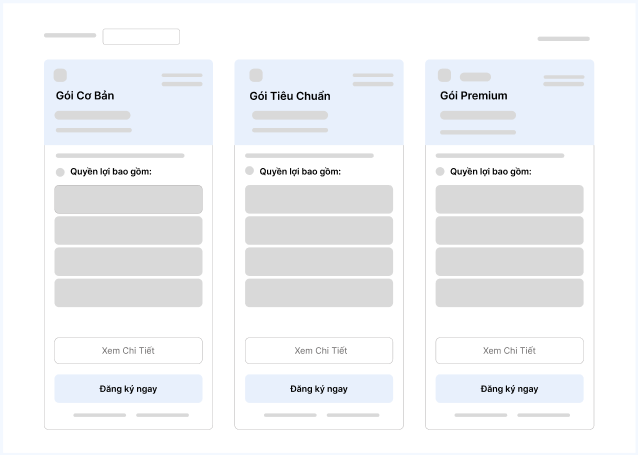 Gói Cơ Bản
Quyền lợi bao gồm:
Xem Chi Tiết
Đăng ký ngay
Gói Tiêu Chuẩn
Quyền lợi bao gồm:
Xem Chi Tiết
Đăng ký ngay
Gói Premium
Quyền lợi bao gồm:
Xem Chi Tiết
Đăng ký ngay